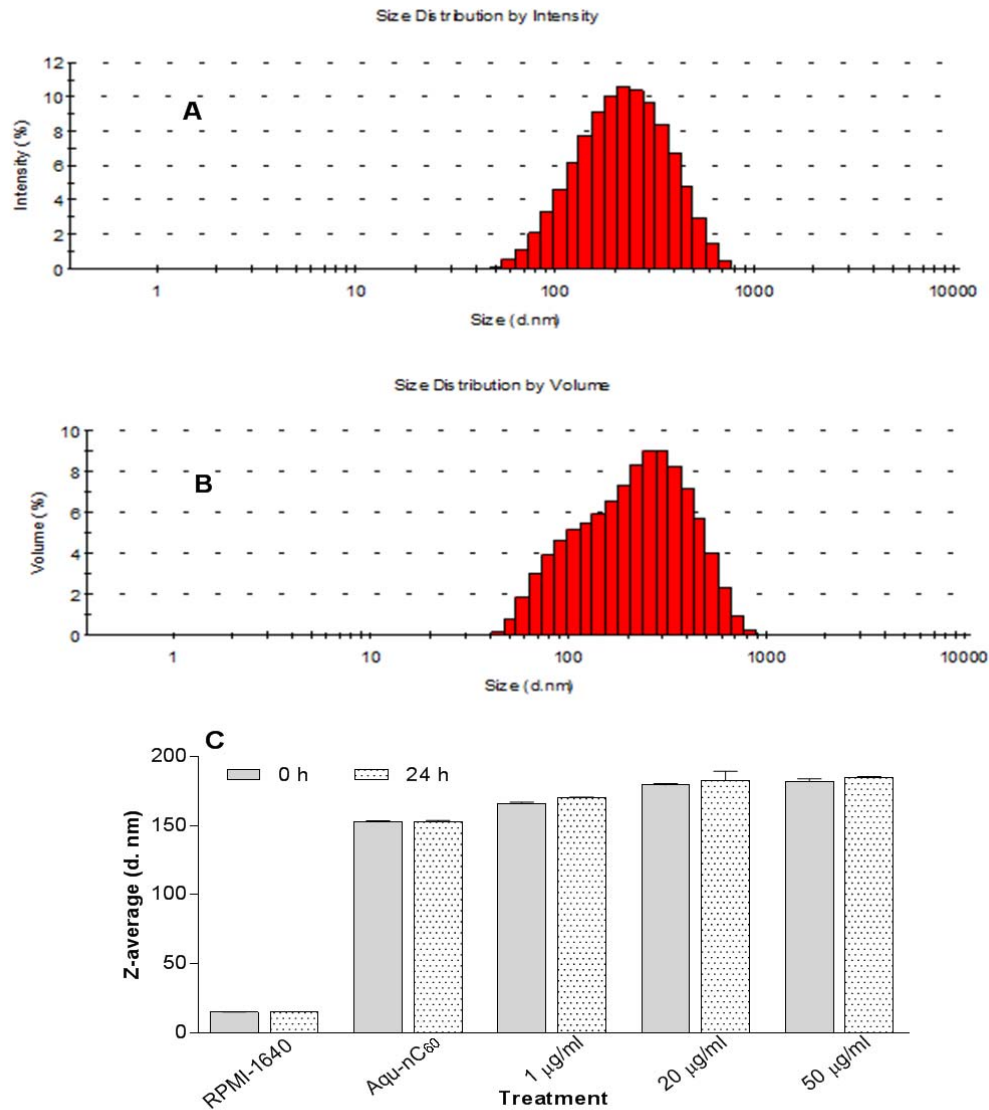 Size Distribution by Intensity
12
10
8
6
4
2
0
Intensity (%)
A
1 10 100 1000 10000
Size (d.nm)
Size Distribution by Volume
10
8
6
4
2
0
Volume (%)
B
1 10 100 1000 10000
Size (d.nm)
C
200
150
100
50
0
Z-average (d. nm)
0 h 24 h
RPMI-1640 Aqu-nC60 1 µg/ml 20 µg/ml 50 µg/ml
Treatment